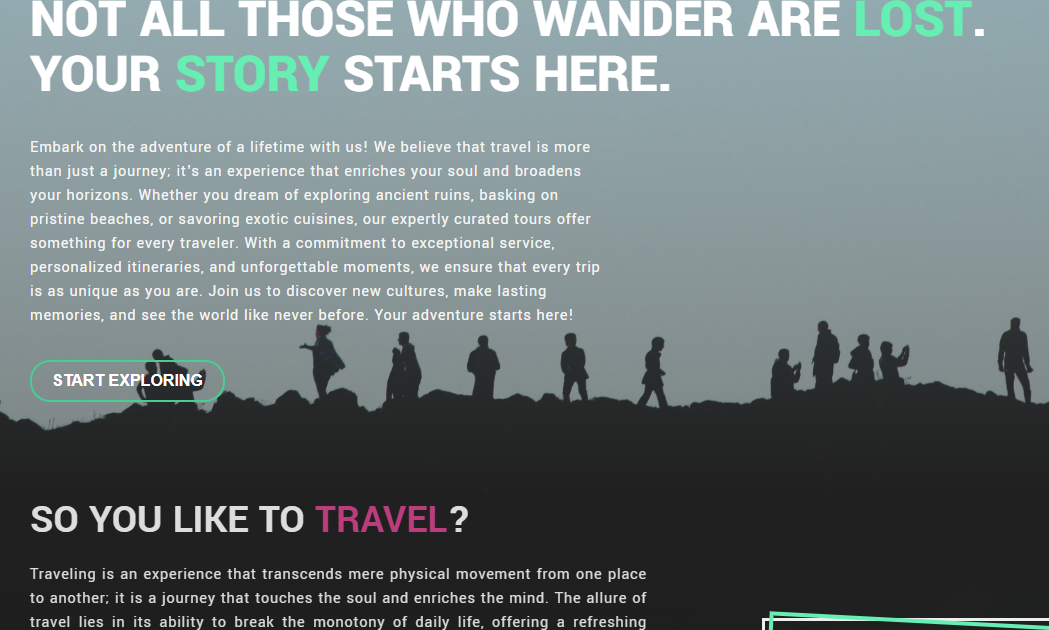 NOT ALL THOSE WHO WANDER ARE LOST.
YOUR STORY STARTS HERE.
Embark on the adventure of a lifetime with us! We believe that travel is more
than just a journey; it's an experience that enriches your soul and broadens
your horizons. Whether you dream of exploring ancient ruins, basking on
pristine beaches, or savoring exotic cuisines, our expertly curated tours offer
something for every traveler. With a commitment to exceptional service,
personalized itineraries, and unforgettable moments, we ensure that every trip
is as unique as you are. Join us to discover new cultures, make lasting
memories, and see the world like never before. Your adventure starts here!
START EXPLORING
SO YOU LIKE TO TRAVEL?
Traveling is an experience that transcends mere physical movement from one place
to another; it is a journey that touches the soul and enriches the mind. The allure of
travel lies in its ability to break the monotony of daily life, offering a refreshing